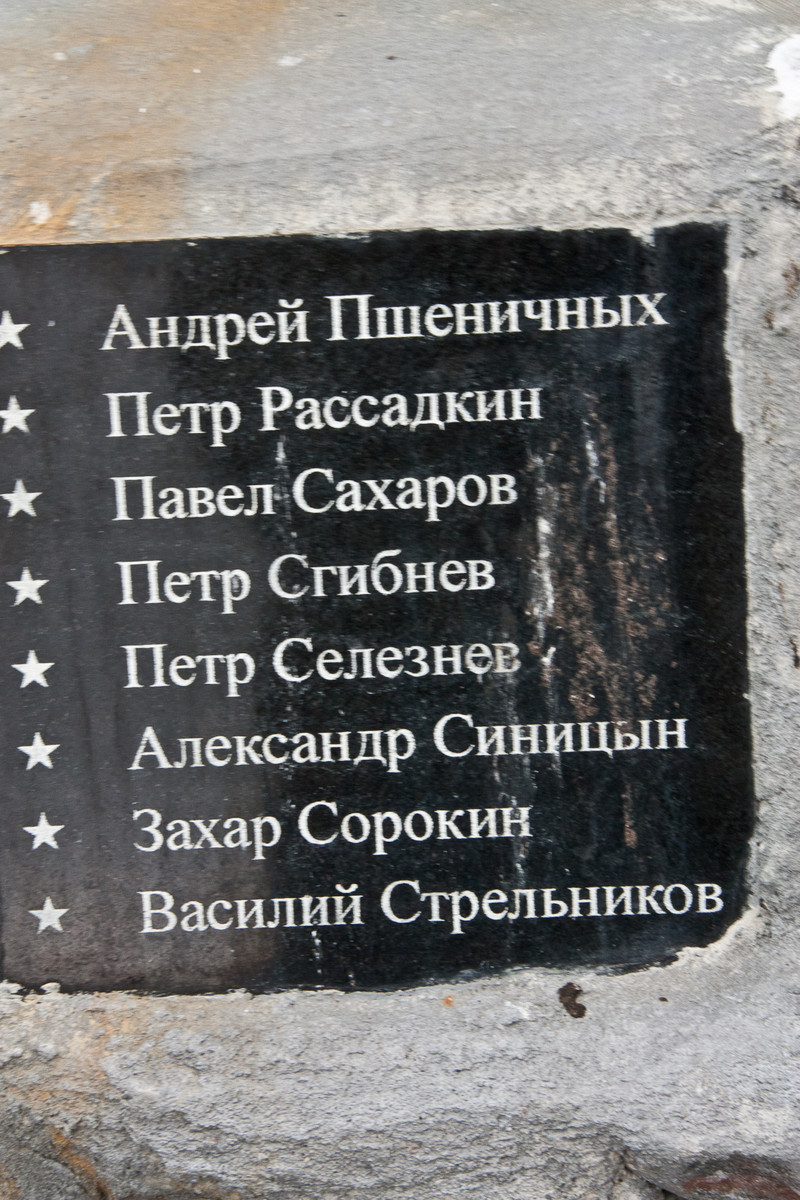 Андрей Пшеничных
Петр Рассадкин
Павел Сахаров
Петр Сгибнев
Петр Селезнев
Александр Синицын
Захар Сорокин
Василий Стрельников